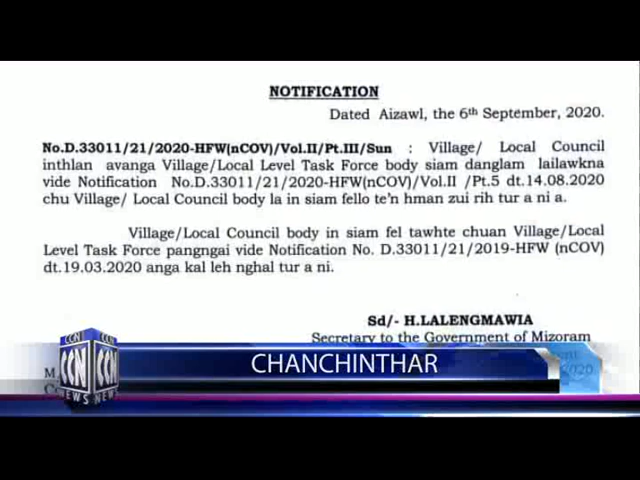 NOTIFICATION
Dated Aizawl, the 6th September, 2020.
No.D.33011/21/2020-HFW(nCOV)/Vol.II/Pt.III/Sun : Village/ Local Council
inthlan avanga Village/Local Level Task Force body siam danglam lailawkna
vide Notification No.D.33011/21/2020-HFW(nCOV)/Vol.II /Pt.5 dt.14.08.2020
chu Village/ Local Council body la in siam fello te'n hman zui rih tur a ni a.
Village/Local Council body in siam fel tawhte chuan Village/Local
Level Task Force pangngai vide Notification No. D.33011/21/2019-HFW (nCOV)
dt.19.03.2020 anga kal leh nghal tur a ni.
Sd/- H.LALENGMAWIA
Secretary to the Government of Mizoram
CHANCHINTHAR
CCN CCN
NEWS NEWS